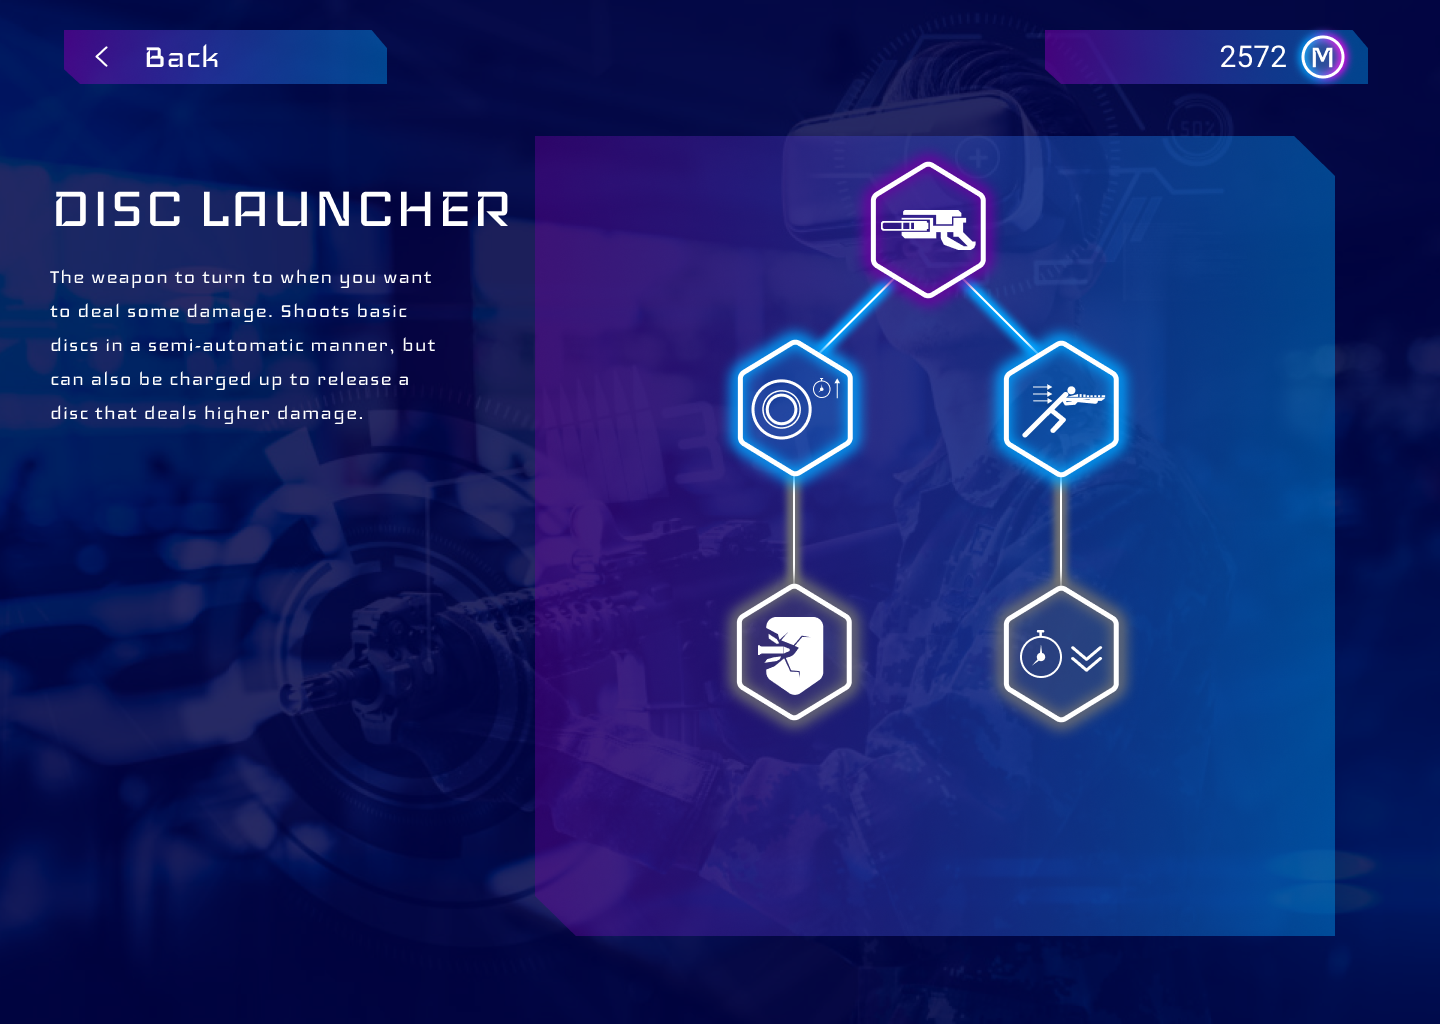 Back
2572 M
50%
DISC LAUNCHER
The weapon to turn to when you want
to deal some damage. Shoots basic
discs in a semi-automatic manner, but
can also be charged up to release a
disc that deals higher damage.